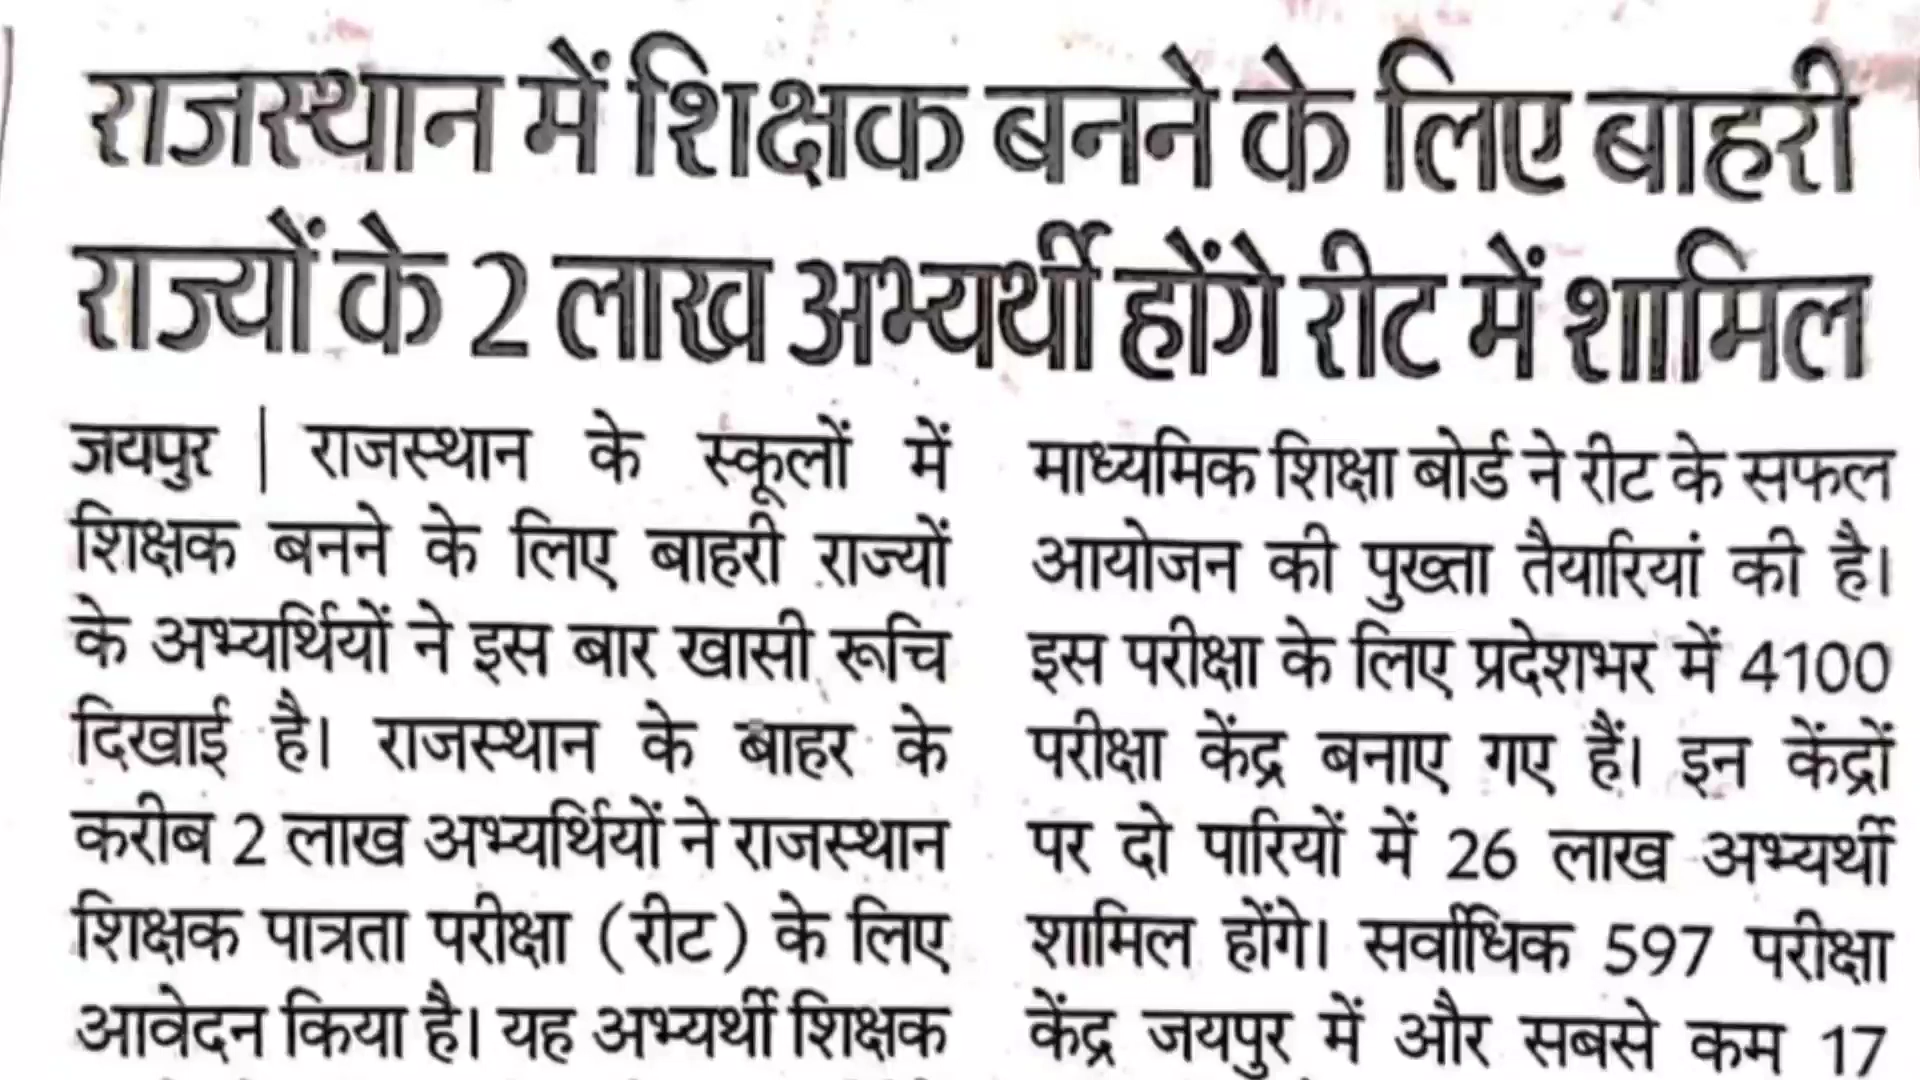 राजस्थान में शिक्षक बनने के लिए बाहरी
राज्यों के 2 लाख अभ्यर्थी होंगे रीट में शामिल
जयपुर | राजस्थान के स्कूलों में
शिक्षक बनने के लिए बाहरी राज्यों
के अभ्यर्थियों ने इस बार खासी रूचि
दिखाई है। राजस्थान के बाहर के
करीब 2 लाख अभ्यर्थियों ने राजस्थान
शिक्षक पात्रता परीक्षा (रीट) के लिए
आवेदन किया है। यह अभ्यर्थी शिक्षक
माध्यमिक शिक्षा बोर्ड ने रीट के सफल
आयोजन की पुख्ता तैयारियां की है।
इस परीक्षा के लिए प्रदेशभर में 4100
परीक्षा केंद्र बनाए गए हैं। इन केंद्रों
पर दो पारियों में 26 लाख अभ्यर्थी
शामिल होंगे। सर्वाधिक 597 परीक्षा
केंद्र जयपुर में और सबसे कम 17